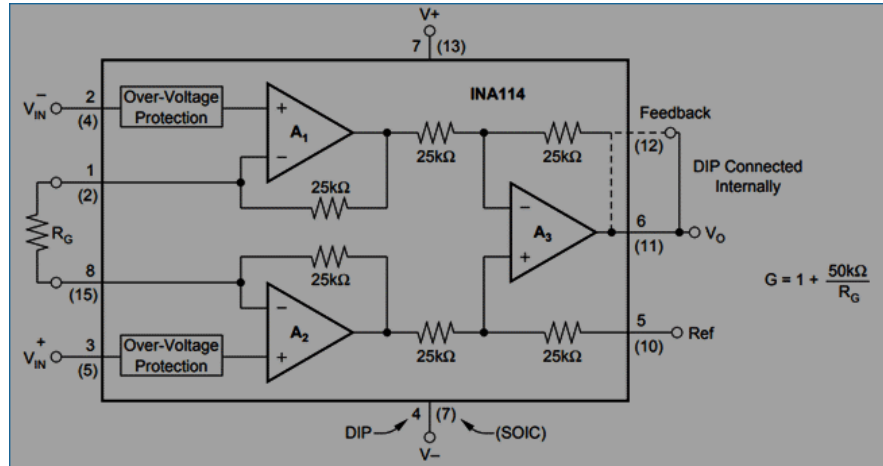 V+
7 (13)
INA114
V⁻IN
2
(4)
Over-Voltage
Protection
+
A1
−
25kΩ
25kΩ
Feedback
(12)
DIP Connected
Internally
1
(2)
25kΩ
RG
−
A3
+
6
(11)
VO
G = 1 + 50kΩ
RG
8
(15)
25kΩ
−
A2
+
25kΩ
25kΩ
5
(10)
Ref
V⁺IN
3
(5)
Over-Voltage
Protection
4 (7)
DIP
(SOIC)
V−